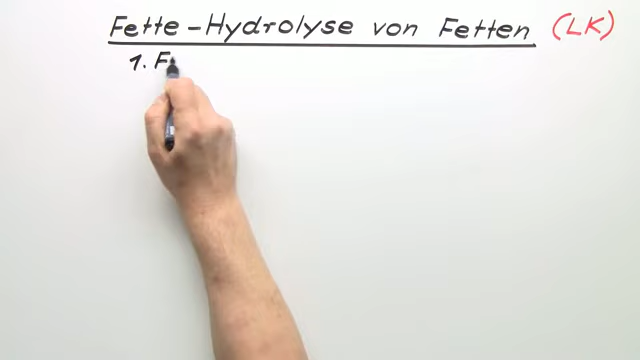 Fette – Hydrolyse von Fetten (LK)
1. F